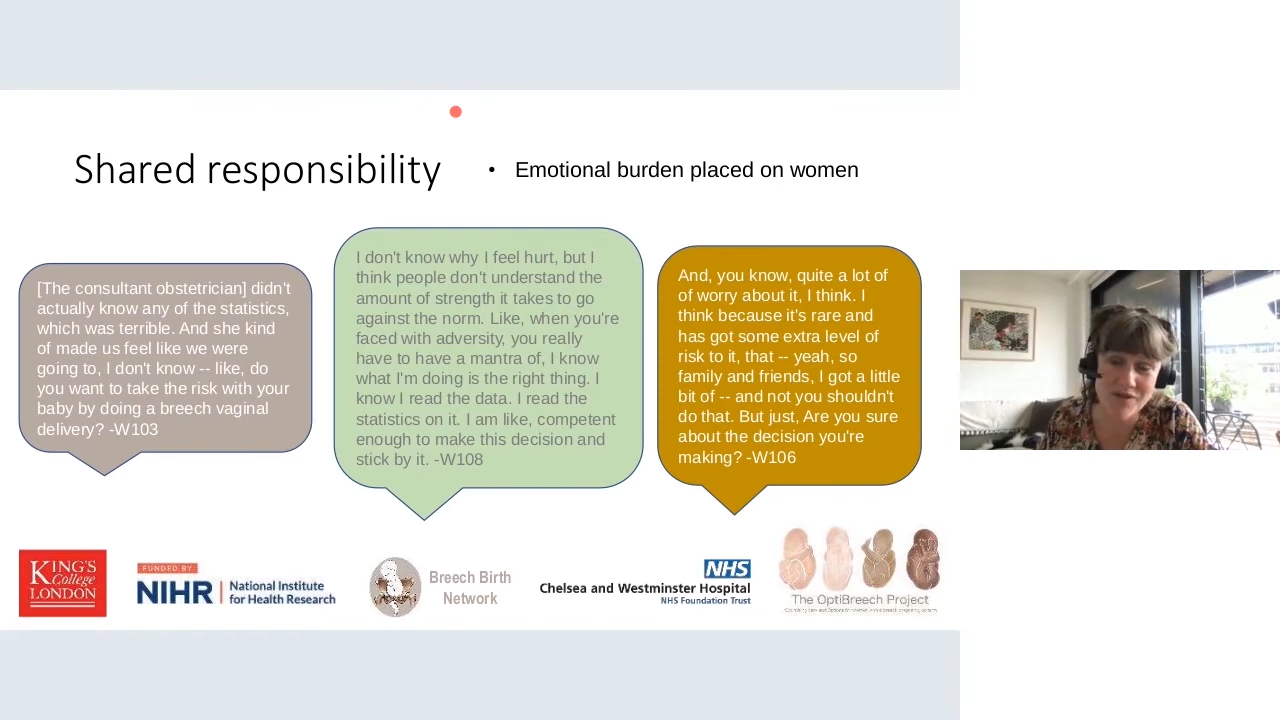 Shared responsibility
• Emotional burden placed on women
[The consultant obstetrician] didn't
actually know any of the statistics,
which was terrible. And she kind
of made us feel like we were
going to, I don't know -- like, do
you want to take the risk with your
baby by doing a breech vaginal
delivery? -W103
I don't know why I feel hurt, but I
think people don't understand the
amount of strength it takes to go
against the norm. Like, when you're
faced with adversity, you really
have to have a mantra of, I know
what I'm doing is the right thing. I
know I read the data. I read the
statistics on it. I am like, competent
enough to make this decision and
stick by it. -W108
And, you know, quite a lot of
of worry about it, I think. I
think because it's rare and
has got some extra level of
risk to it, that -- yeah, so
family and friends, I got a little
bit of -- and not you shouldn't
do that. But just, Are you sure
about the decision you're
making? -W106
KING'S
College
LONDON
FUNDED BY
NIHR | National Institute
for Health Research
Breech Birth
Network
NHS
Chelsea and Westminster Hospital
NHS Foundation Trust
The OptiBreech Project